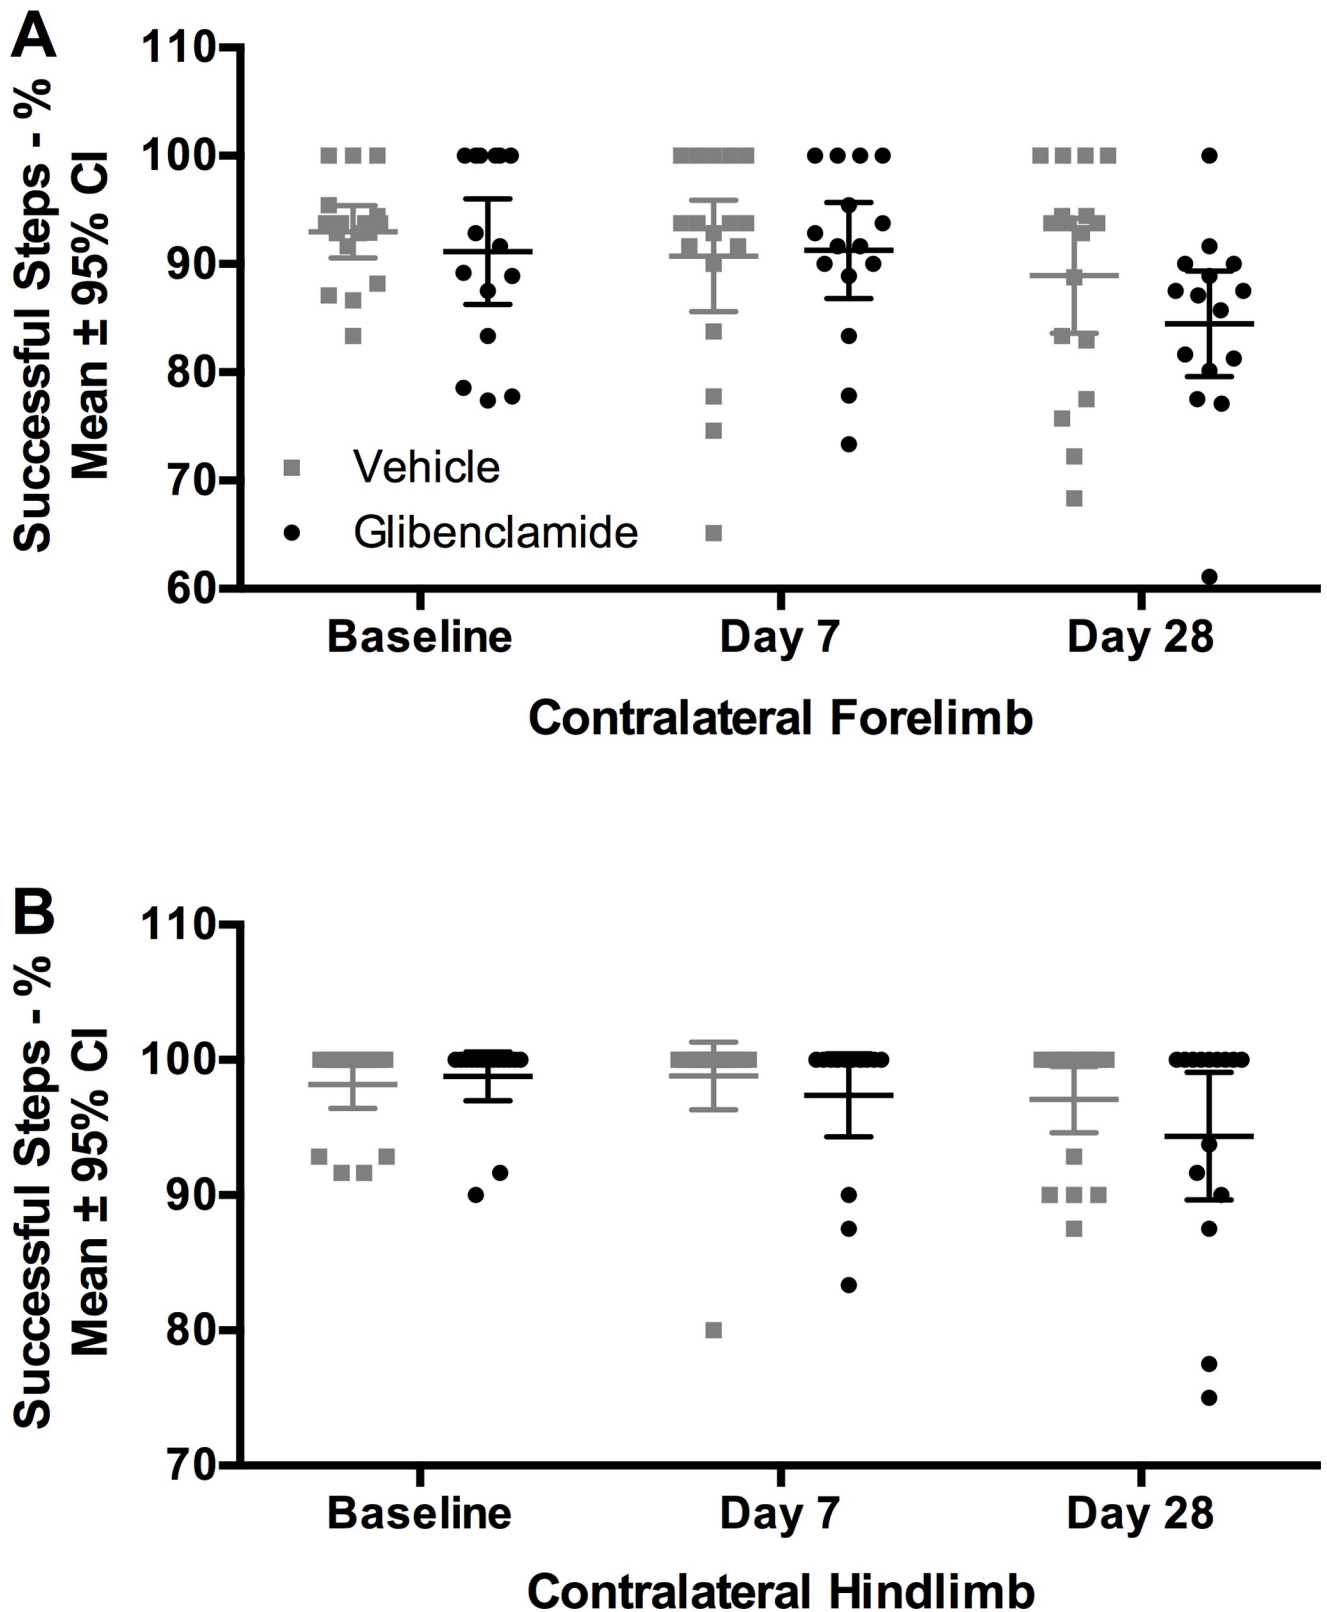 A
Successful Steps - %
Mean ± 95% CI
110
100
90
80
70
60
Vehicle
Glibenclamide
Baseline
Day 7
Day 28
Contralateral Forelimb
B
Successful Steps - %
Mean ± 95% CI
110
100
90
80
70
Baseline
Day 7
Day 28
Contralateral Hindlimb